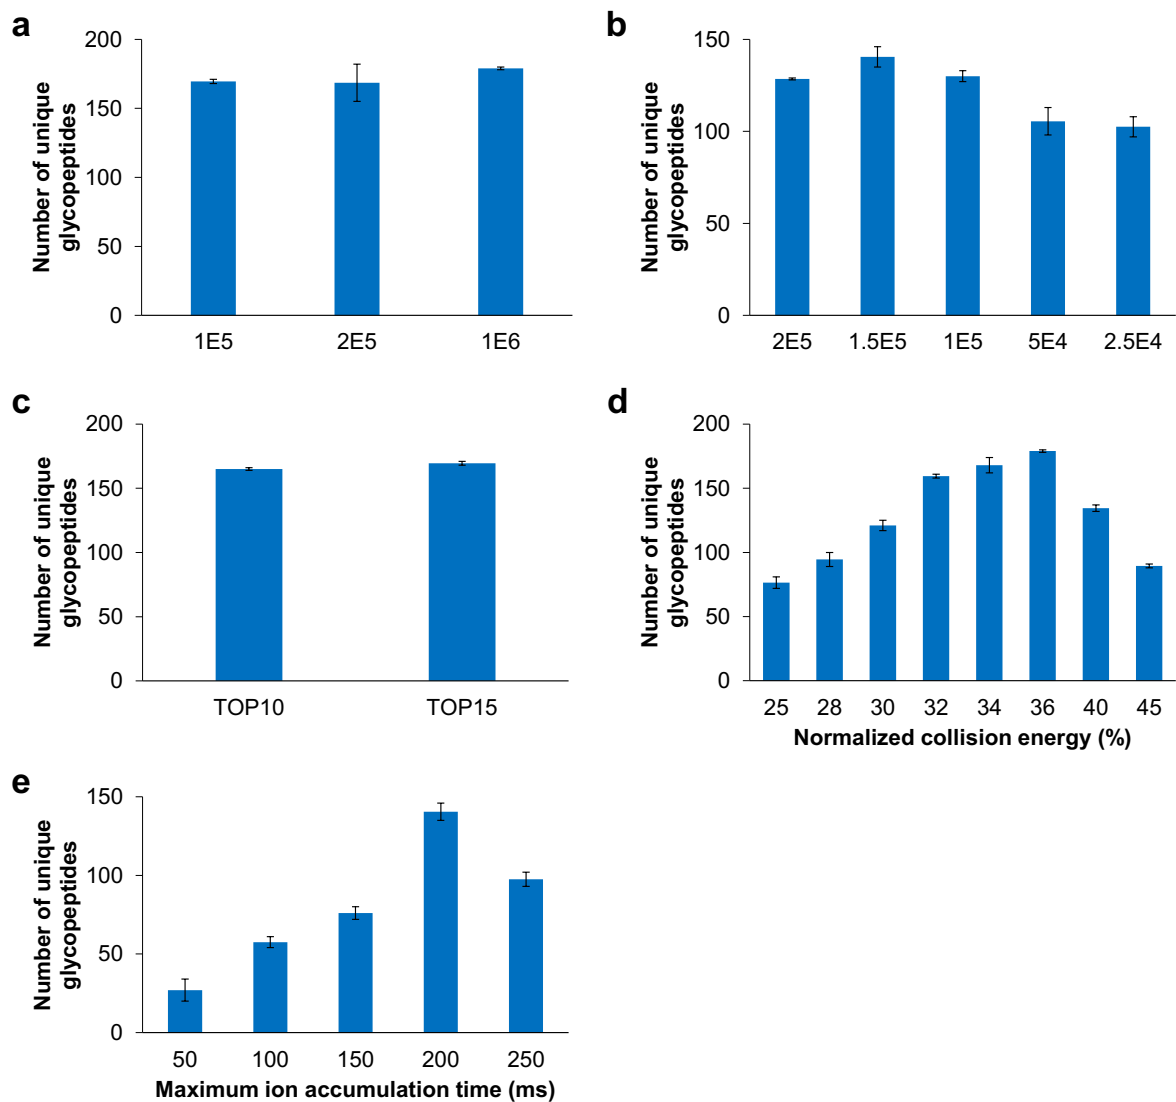 a
Number of unique
glycopeptides
200
150
100
50
0
1E5 2E5 1E6
b
Number of unique
glycopeptides
150
100
50
0
2E5 1.5E5 1E5 5E4 2.5E4
c
Number of unique
glycopeptides
200
150
100
50
0
TOP10 TOP15
d
Number of unique
glycopeptides
200
150
100
50
0
25 28 30 32 34 36 40 45
Normalized collision energy (%)
e
Number of unique
glycopeptides
150
100
50
0
50 100 150 200 250
Maximum ion accumulation time (ms)